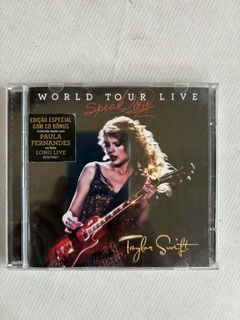 WORLD TOUR LIVE
Speak Now
EDIÇÃO ESPECIAL
COM CD BÔNUS
PAULA
FERNANDES
LONG LIVE
Taylor Swift